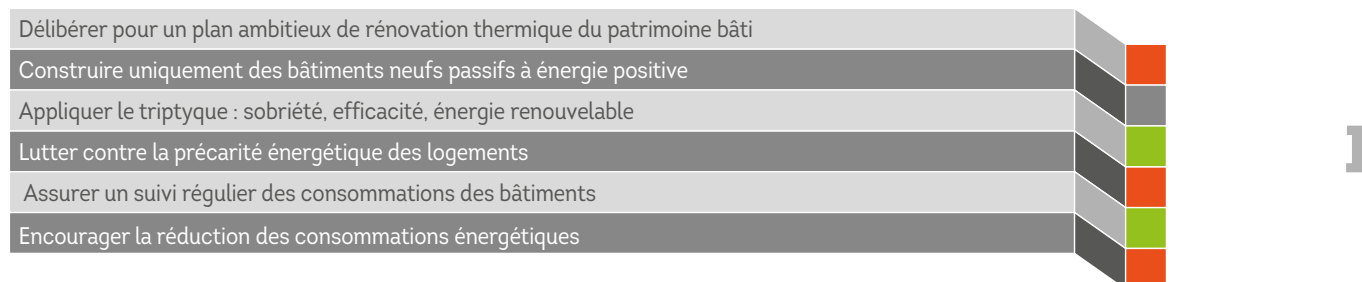 Délibérer pour un plan ambitieux de rénovation thermique du patrimoine bâti
Construire uniquement des bâtiments neufs passifs à énergie positive
Appliquer le triptyque : sobriété, efficacité, énergie renouvelable
Lutter contre la précarité énergétique des logements
Assurer un suivi régulier des consommations des bâtiments
Encourager la réduction des consommations énergétiques